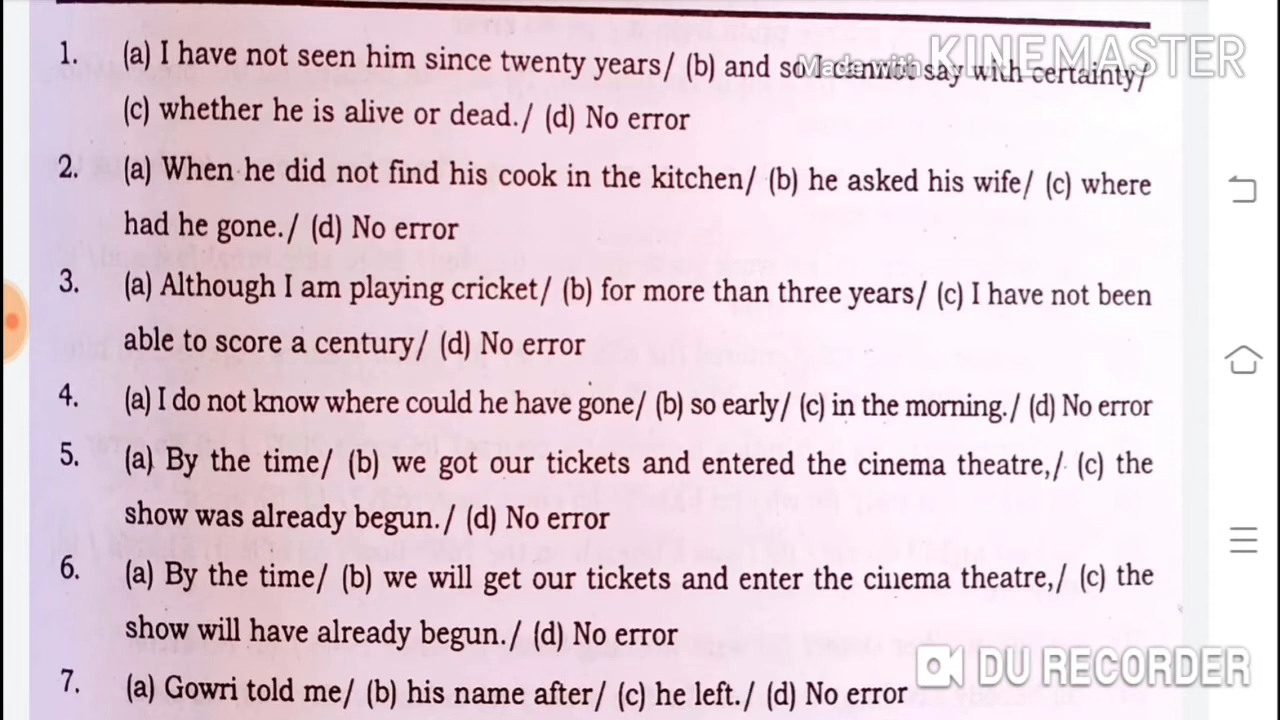 1. (a) I have not seen him since twenty years/ (b) and so I cannot say with certainty/
Made with KINEMASTER
(c) whether he is alive or dead./ (d) No error
2. (a) When he did not find his cook in the kitchen/ (b) he asked his wife/ (c) where
had he gone./ (d) No error
3. (a) Although I am playing cricket/ (b) for more than three years/ (c) I have not been
able to score a century/ (d) No error
4. (a) I do not know where could he have gone/ (b) so early/ (c) in the morning./ (d) No error
5. (a) By the time/ (b) we got our tickets and entered the cinema theatre,/ (c) the
show was already begun./ (d) No error
6. (a) By the time/ (b) we will get our tickets and enter the cinema theatre,/ (c) the
show will have already begun./ (d) No error
7. (a) Gowri told me/ (b) his name after/ (c) he left./ (d) No error
DU RECORDER